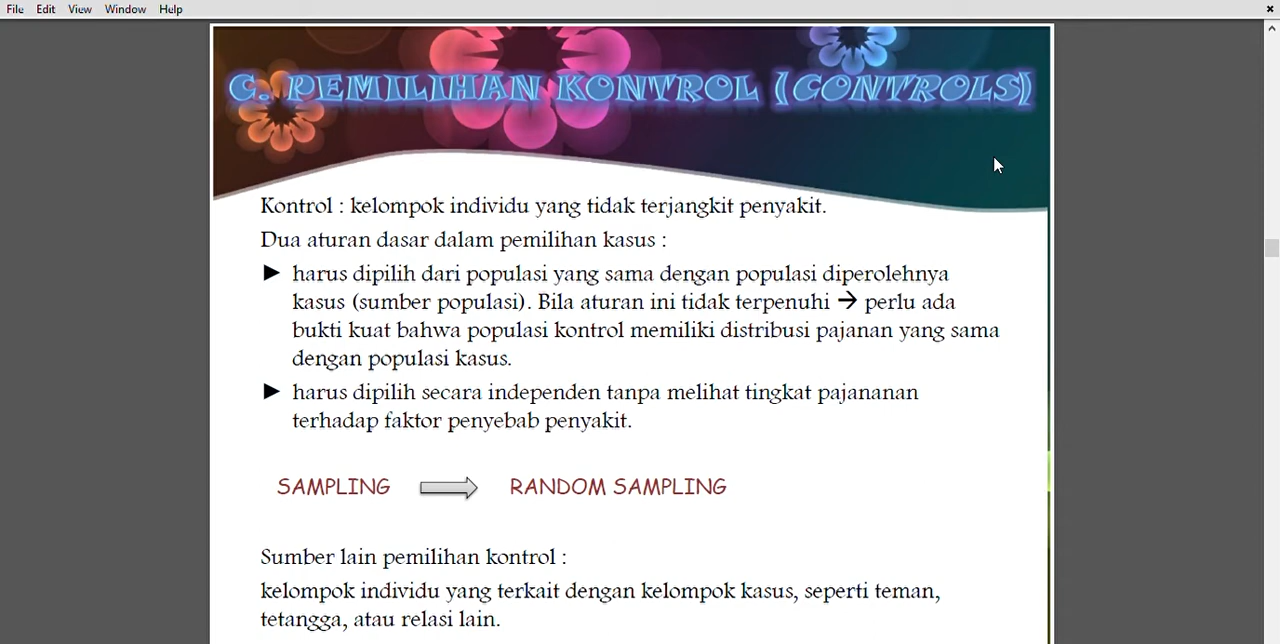 File Edit View Window Help
C. PEMILIHAN KONTROL (CONTROLS)
Kontrol : kelompok individu yang tidak terjangkit penyakit.
Dua aturan dasar dalam pemilihan kasus :
► harus dipilih dari populasi yang sama dengan populasi diperolehnya
kasus (sumber populasi). Bila aturan ini tidak terpenuhi → perlu ada
bukti kuat bahwa populasi kontrol memiliki distribusi pajanan yang sama
dengan populasi kasus.
► harus dipilih secara independen tanpa melihat tingkat pajananan
terhadap faktor penyebab penyakit.
SAMPLING RANDOM SAMPLING
Sumber lain pemilihan kontrol :
kelompok individu yang terkait dengan kelompok kasus, seperti teman,
tetangga, atau relasi lain.